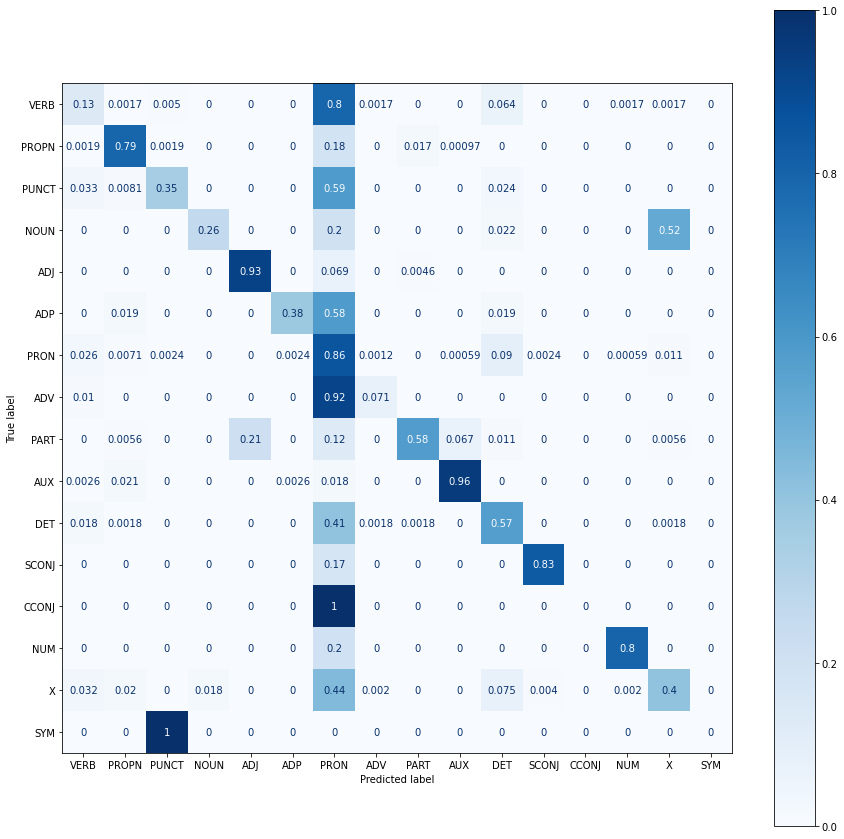 1.0
VERB 0.13 0.0017 0.005 0 0 0 0.8 0.0017 0 0 0.064 0 0 0.0017 0.0017 0
PROPN 0.0019 0.79 0.0019 0 0 0 0.18 0 0.017 0.00097 0 0 0 0 0 0
0.8
PUNCT 0.033 0.0081 0.35 0 0 0 0.59 0 0 0 0.024 0 0 0 0 0
NOUN 0 0 0 0.26 0 0 0.2 0 0 0 0.022 0 0 0 0.52 0
ADJ 0 0 0 0 0.93 0 0.069 0 0.0046 0 0 0 0 0 0 0
ADP 0 0.019 0 0 0 0.38 0.58 0 0 0 0.019 0 0 0 0 0
0.6
PRON 0.026 0.0071 0.0024 0 0 0.0024 0.86 0.0012 0 0.00059 0.09 0.0024 0 0.00059 0.011 0
ADV 0.01 0 0 0 0 0 0.92 0.071 0 0 0 0 0 0 0 0
True label
PART 0 0.0056 0 0 0.21 0 0.12 0 0.58 0.067 0.011 0 0 0 0.0056 0
AUX 0.0026 0.021 0 0 0 0.0026 0.018 0 0 0.96 0 0 0 0 0 0
0.4
DET 0.018 0.0018 0 0 0 0 0.41 0.0018 0.0018 0 0.57 0 0 0 0.0018 0
SCONJ 0 0 0 0 0 0 0.17 0 0 0 0 0.83 0 0 0 0
CCONJ 0 0 0 0 0 0 1 0 0 0 0 0 0 0 0 0
NUM 0 0 0 0 0 0 0.2 0 0 0 0 0 0 0.8 0 0
0.2
X 0.032 0.02 0 0.018 0 0 0.44 0.002 0 0 0.075 0.004 0 0.002 0.4 0
SYM 0 0 1 0 0 0 0 0 0 0 0 0 0 0 0 0
VERB PROPN PUNCT NOUN ADJ ADP PRON ADV PART AUX DET SCONJ CCONJ NUM X SYM
Predicted label
0.0